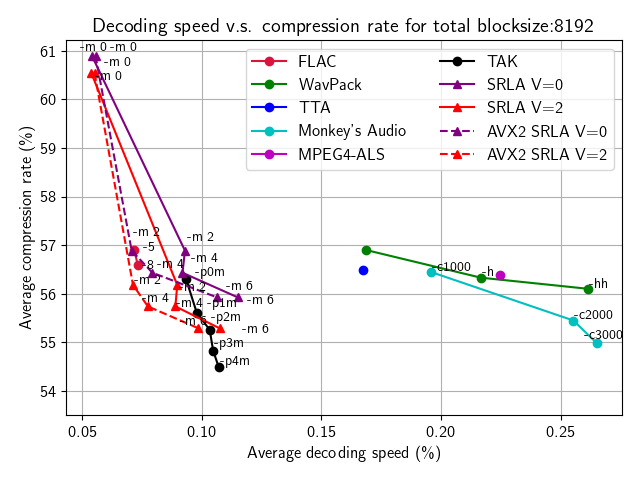 Decoding speed v.s. compression rate for total blocksize:8192
Average compression rate (%)
61
60
59
58
57
56
55
54
FLAC
WavPack
TTA
Monkey's Audio
MPEG4-ALS
TAK
SRLA V=0
SRLA V=2
AVX2 SRLA V=0
AVX2 SRLA V=2
-m 0
-m 0
-m 0
-m 0
-m 2
-m 2
-5
-8
-m 4
-m 4
-p0m
-m 2
-m 2
-m 6
-m 6
-m 4
-m 4
-p1m
-p2m
-m 6
-m 6
-p3m
-p4m
-c1000
-h
-hh
-c2000
-c3000
0.05
0.10
0.15
0.20
0.25
Average decoding speed (%)